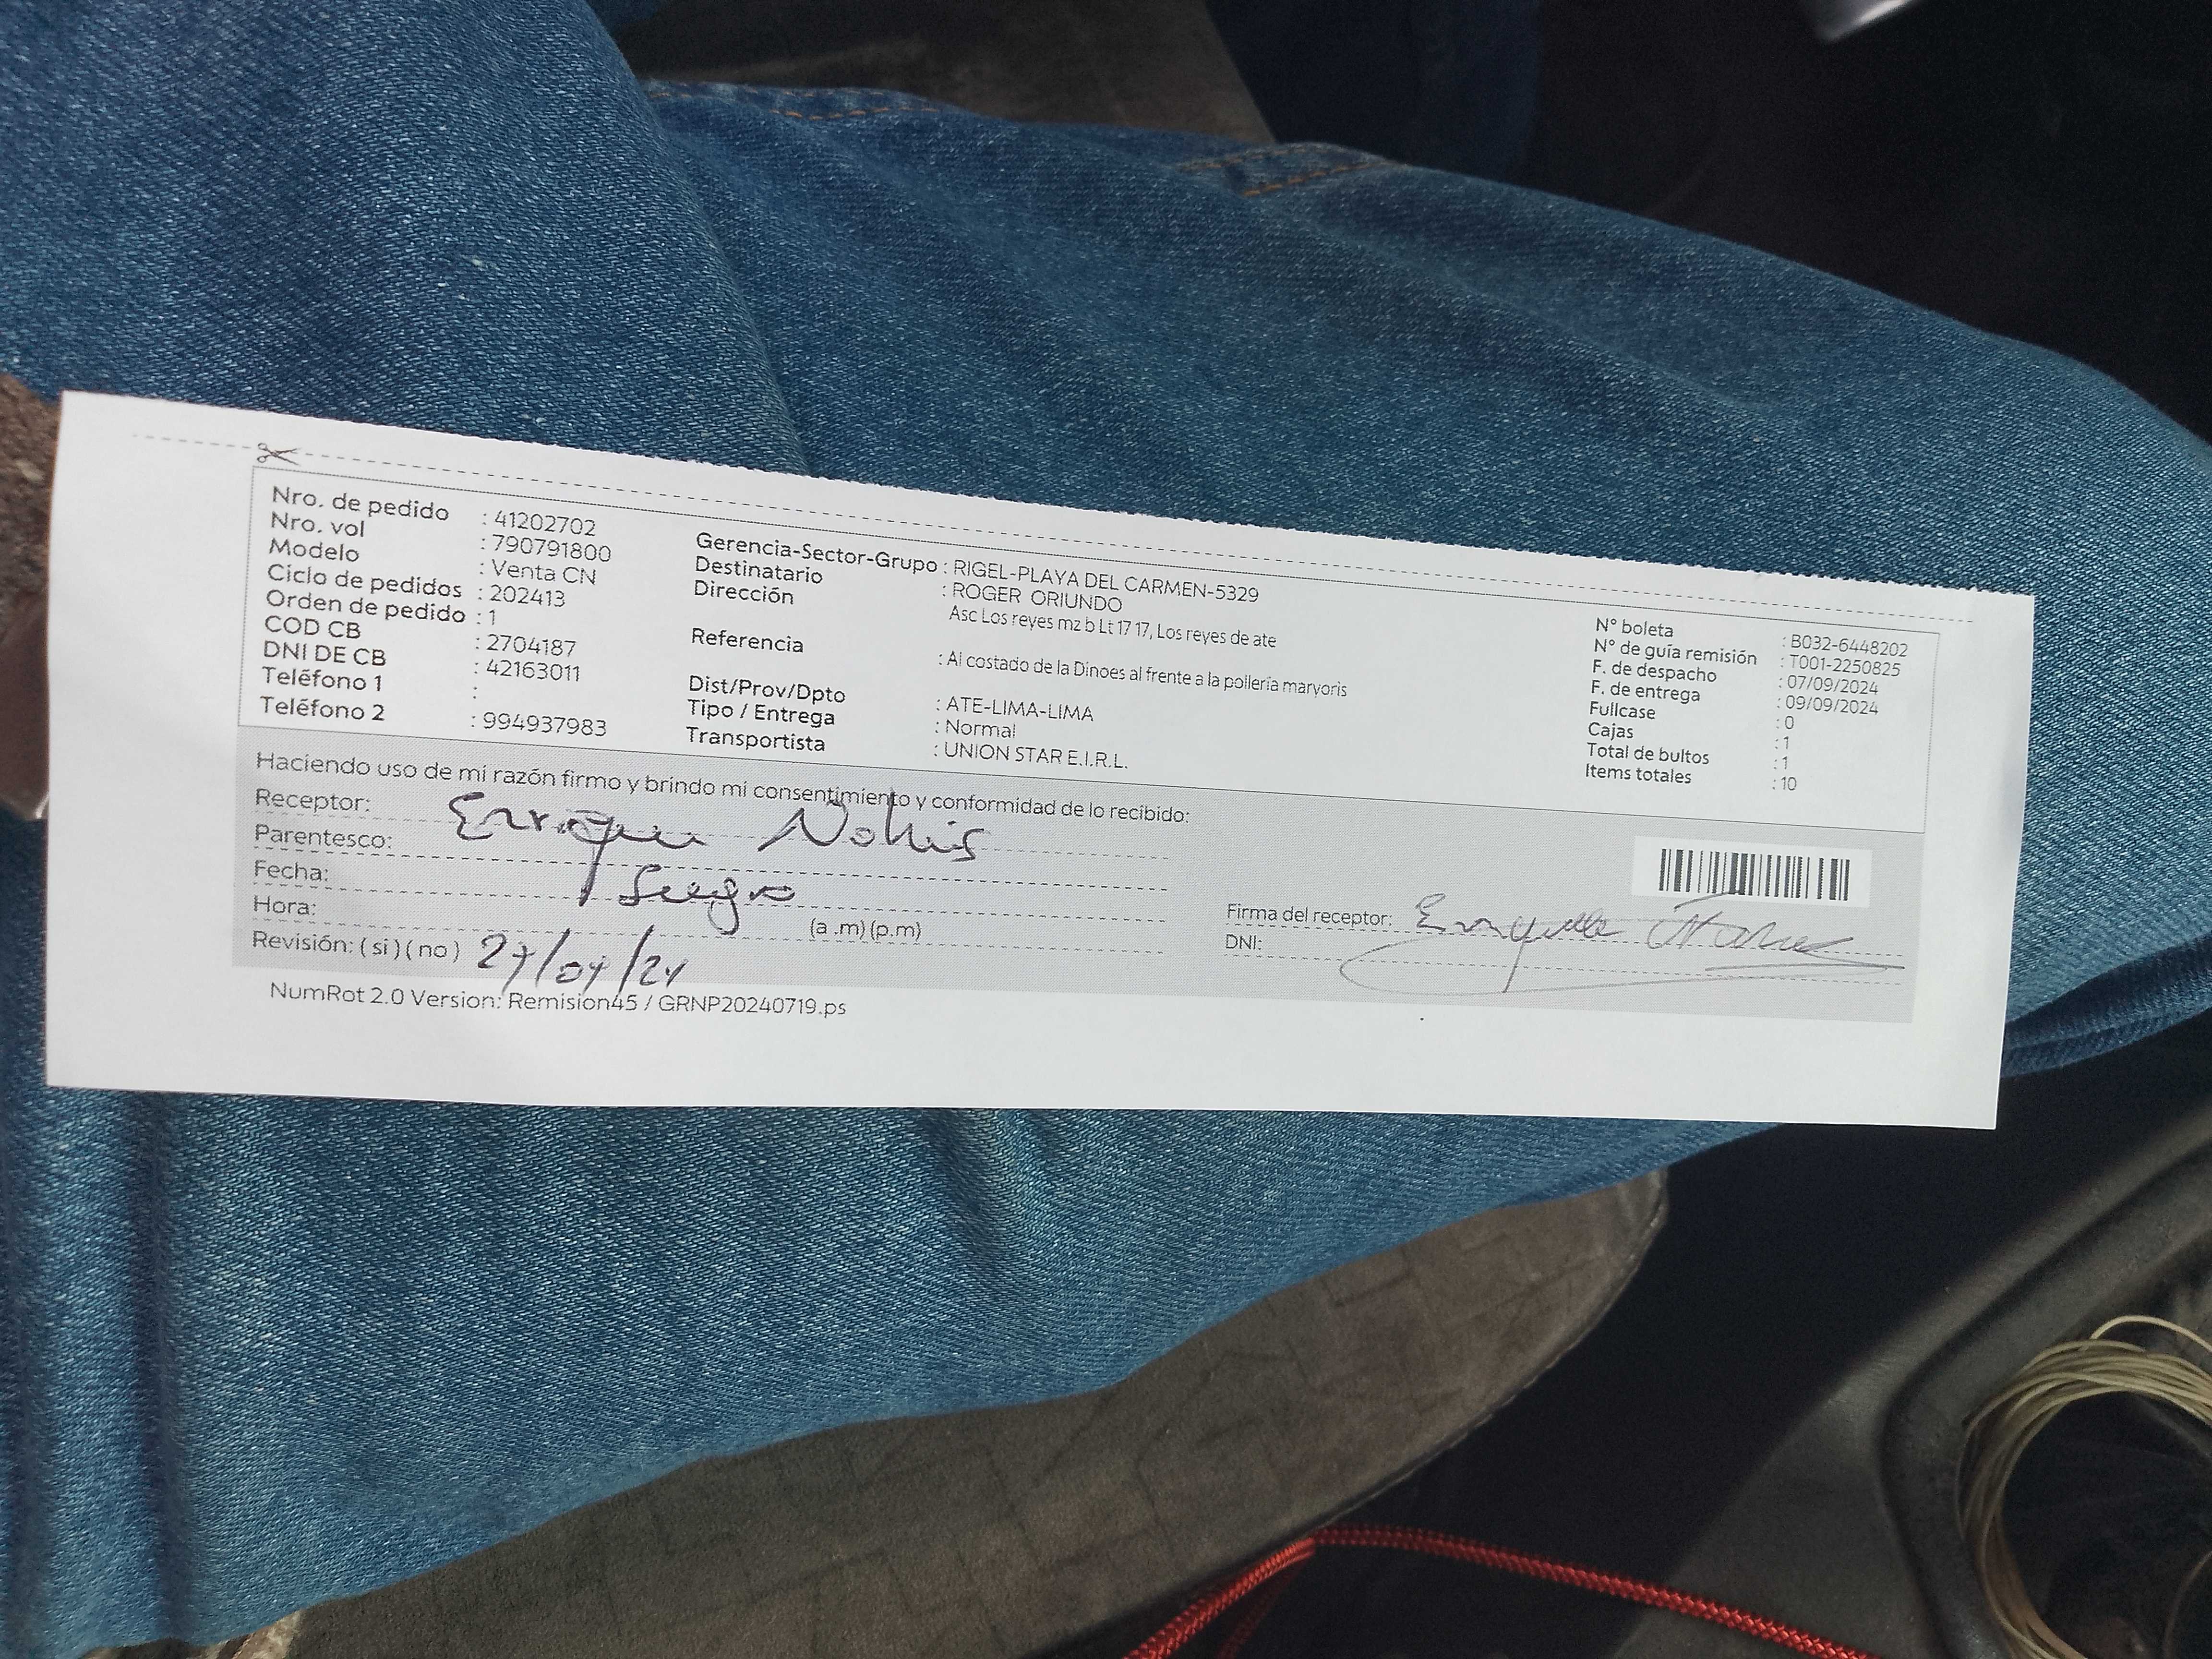 Nro. de pedido : 41202702
Nro. vol : 790791800
Modelo : Venta CN
Ciclo de pedidos : 202413
Orden de pedido : 1
COD CB : 2704187
DNI DE CB : 42163011
Teléfono 1 :
Teléfono 2 : 994937983
Gerencia-Sector-Grupo : RIGEL-PLAYA DEL CARMEN-5329
Destinatario : ROGER ORIUNDO
Dirección Asc Los reyes mz b Lt 17 17, Los reyes de ate
Referencia : Al costado de la Dinoes al frente a la pollería maryoris
Dist/Prov/Dpto : ATE-LIMA-LIMA
Tipo / Entrega : Normal
Transportista : UNION STAR E.I.R.L.
N° boleta : B032-6448202
N° de guía remisión : T001-2250825
F. de despacho : 07/09/2024
F. de entrega : 09/09/2024
Fullcase : 0
Cajas : 1
Total de bultos : 1
Items totales : 10
Haciendo uso de mi razón firmo y brindo mi consentimiento y conformidad de lo recibido:
Receptor: Enrique
Parentesco: Suegro
Fecha:
Hora: (a .m) (p.m)
Revisión: ( si ) ( no )
Firma del receptor: Enrique
DNI:
NumRot 2.0 Version: Remision45 / GRNP20240719.ps